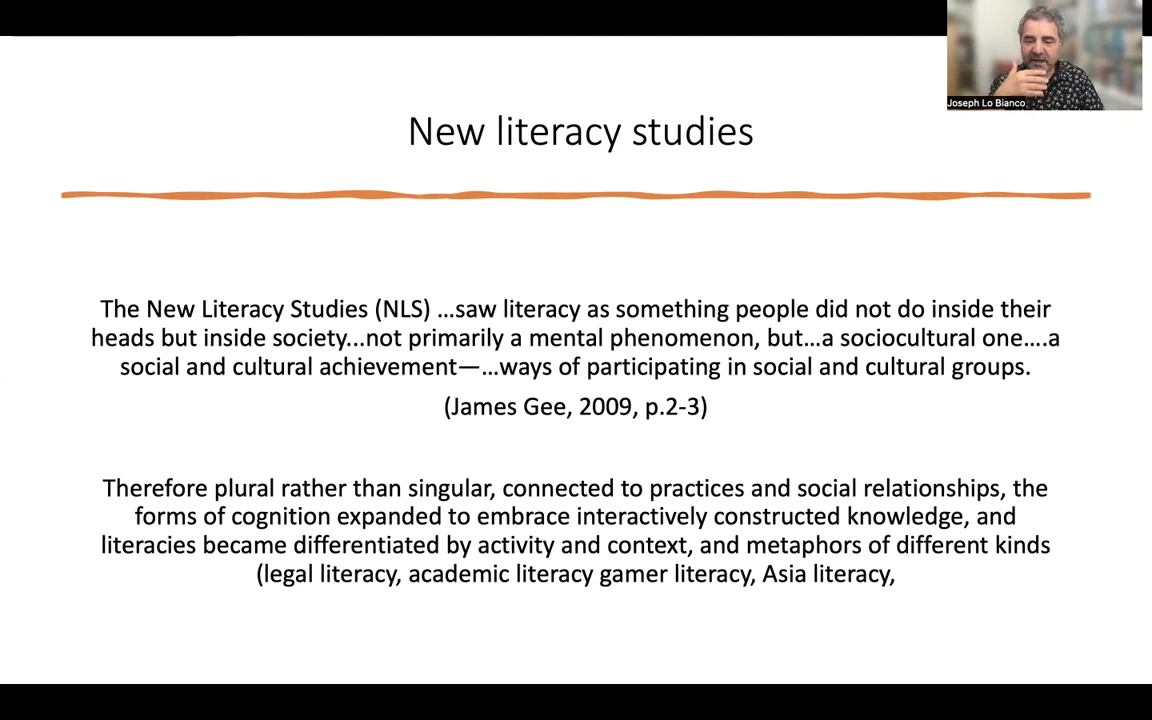 Joseph Lo Bianco
New literacy studies
The New Literacy Studies (NLS) …saw literacy as something people did not do inside their
heads but inside society...not primarily a mental phenomenon, but…a sociocultural one….a
social and cultural achievement—…ways of participating in social and cultural groups.
(James Gee, 2009, p.2-3)
Therefore plural rather than singular, connected to practices and social relationships, the
forms of cognition expanded to embrace interactively constructed knowledge, and
literacies became differentiated by activity and context, and metaphors of different kinds
(legal literacy, academic literacy gamer literacy, Asia literacy,